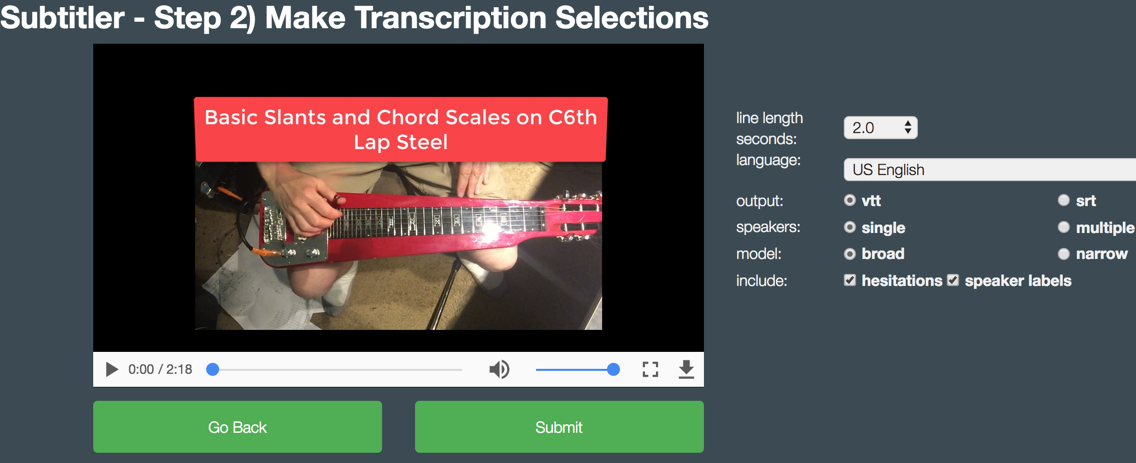 Subtitler - Step 2) Make Transcription Selections
Basic Slants and Chord Scales on C6th
Lap Steel
0:00 / 2:18
Go Back
Submit
line length
seconds:
2.0
language:
US English
output:
vtt
srt
speakers:
single
multiple
model:
broad
narrow
include:
hesitations
speaker labels